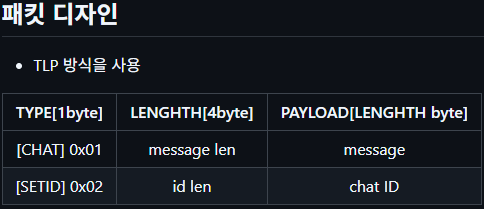 패킷 디자인
• TLP 방식을 사용
TYPE[1byte] LENGHTH[4byte] PAYLOAD[LENGHTH byte]
[CHAT] 0x01 message len message
[SETID] 0x02 id len chat ID